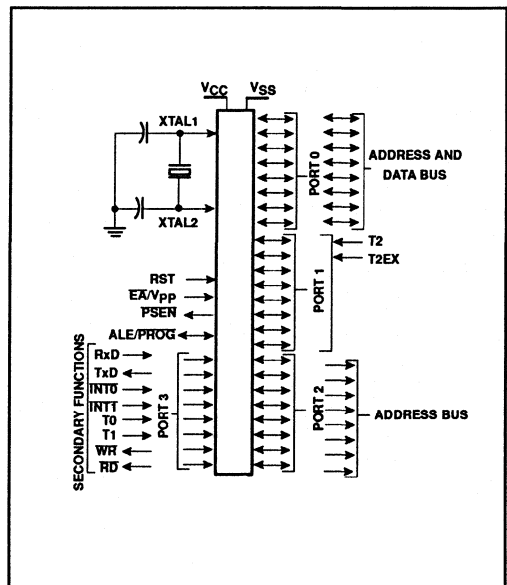 VCC VSS
XTAL1
XTAL2
PORT 0
ADDRESS AND
DATA BUS
PORT 1
T2
T2EX
RST
EA/VPP
PSEN
ALE/PROG
SECONDARY FUNCTIONS
RxD
TxD
INT0
INT1
T0
T1
WR
RD
PORT 3
PORT 2
ADDRESS BUS